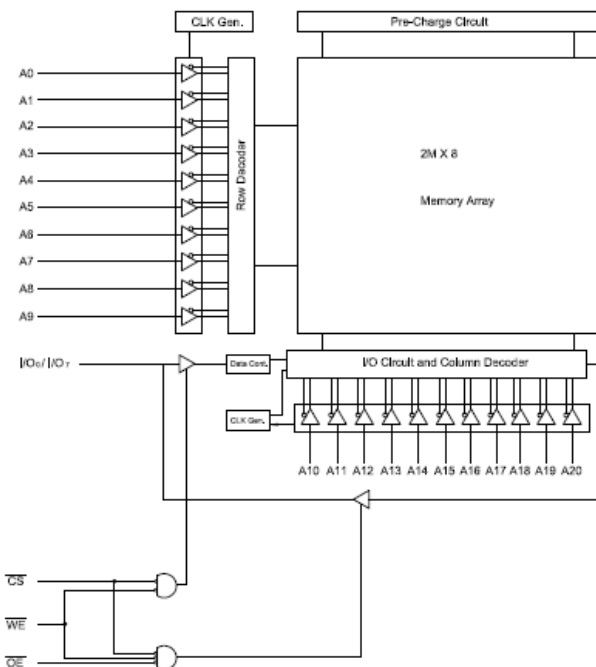 CLK Gen.
Pre-Charge Circuit
A0
A1
A2
A3
A4
A5
A6
A7
A8
A9
Row Dacoder
2M X 8
Memory Array
I/O0/ I/O7
Data Cont.
I/O Circuit and Column Decoder
CLK Gen.
A10 A11 A12 A13 A14 A15 A16 A17 A18 A19 A20
CS
WE
OE